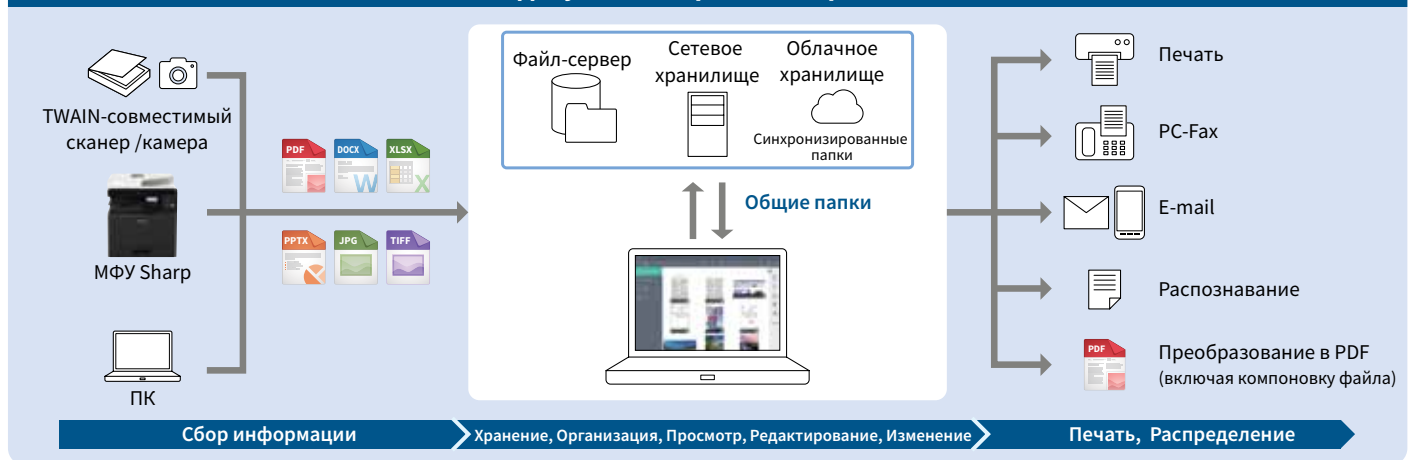 TWAIN-совместимый
сканер /камера
МФУ Sharp
ПК
PDF
DOCX
XLSX
PPTX
JPG
TIFF
Файл-сервер
Сетевое
хранилище
Облачное
хранилище
Синхронизированные
папки
Общие папки
Печать
PC-Fax
E-mail
Распознавание
PDF
Преобразование в PDF
(включая компоновку файла)
Сбор информации
Хранение, Организация, Просмотр, Редактирование, Изменение
Печать, Распределение